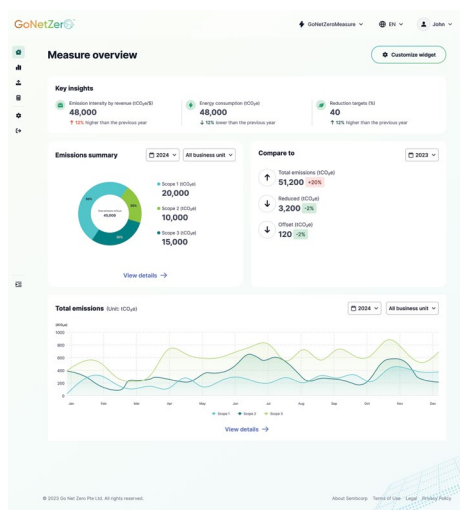 GoNetZero
GoNetZeroMeasure
EN
John
Measure overview
Customize widget
Key insights
Emission intensity by revenue (tCO₂e/$)
48,000
↑ 12% higher than the previous year
Energy consumption (tCO₂e)
48,000
↓ 12% lower than the previous year
Reduction targets (%)
40
↑ 12% higher than the previous year
Emissions summary
2024
All business unit
45,000
Scope 1 (tCO₂e)
20,000
Scope 2 (tCO₂e)
10,000
Scope 3 (tCO₂e)
15,000
View details →
Compare to
2023
Total emissions (tCO₂e)
51,200 +20%
Reduced (tCO₂e)
3,200 -2%
Offset (tCO₂e)
120 -2%
Total emissions (Unit: tCO₂e)
2024
All business unit
1000
800
600
400
200
0
Jan Feb Mar Apr May Jun Jul Aug Sep Oct Nov Dec
Scope 1 Scope 2 Scope 3
View details →
© 2023 Go Net Zero Pte Ltd. All rights reserved.
About Sembcorp Terms of Use Legal Privacy Policy